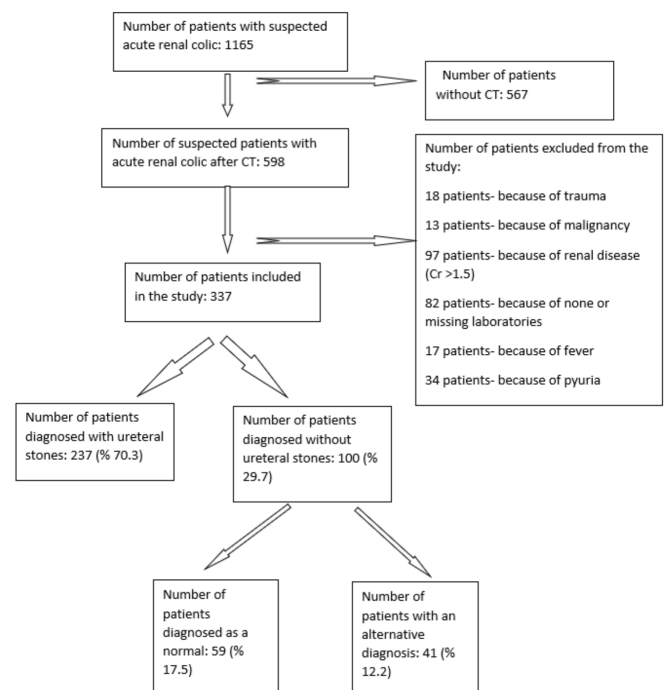 Number of patients with suspected
acute renal colic: 1165
Number of patients
without CT: 567
Number of suspected patients with
acute renal colic after CT: 598
Number of patients excluded from the
study:
18 patients- because of trauma
13 patients- because of malignancy
97 patients- because of renal disease
(Cr >1.5)
82 patients- because of none or
missing laboratories
17 patients- because of fever
34 patients- because of pyuria
Number of patients included
in the study: 337
Number of patients
diagnosed with ureteral
stones: 237 (% 70.3)
Number of patients
diagnosed without
ureteral stones: 100 (%
29.7)
Number of
patients
diagnosed as a
normal: 59 (%
17.5)
Number of
patients with an
alternative
diagnosis: 41 (%
12.2)